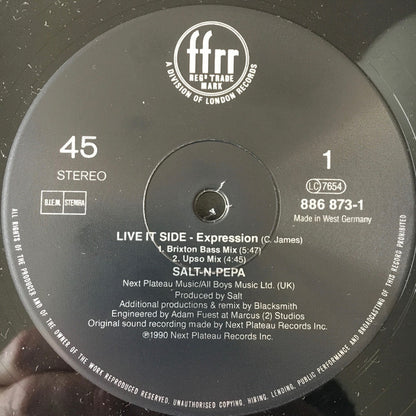 ffrr
REGD TRADE
MARK
A DIVISION OF LONDON RECORDS
45
STEREO
1
LC 7654
886 873-1
Made in West Germany
B.I.E.M. STEMRA
LIVE IT SIDE - Expression (C. James)
1. Brixton Bass Mix (5:47)
2. Upso Mix (4:45)
SALT-N-PEPA
Next Plateau Music/All Boys Music Ltd. (UK)
Produced by Salt
Additional productions & remix by Blacksmith
Engineered by Adam Fuest at Marcus (2) Studios
Original sound recording made by Next Plateau Records Inc.
℗1990 Next Plateau Records Inc.
ALL RIGHTS OF THE PRODUCER AND OF THE OWNER OF THE WORK REPRODUCED RESERVED. UNAUTHORISED COPYING, HIRING, LENDING, PUBLIC PERFORMANCE AND BROADCASTING OF THIS RECORD PROHIBITED